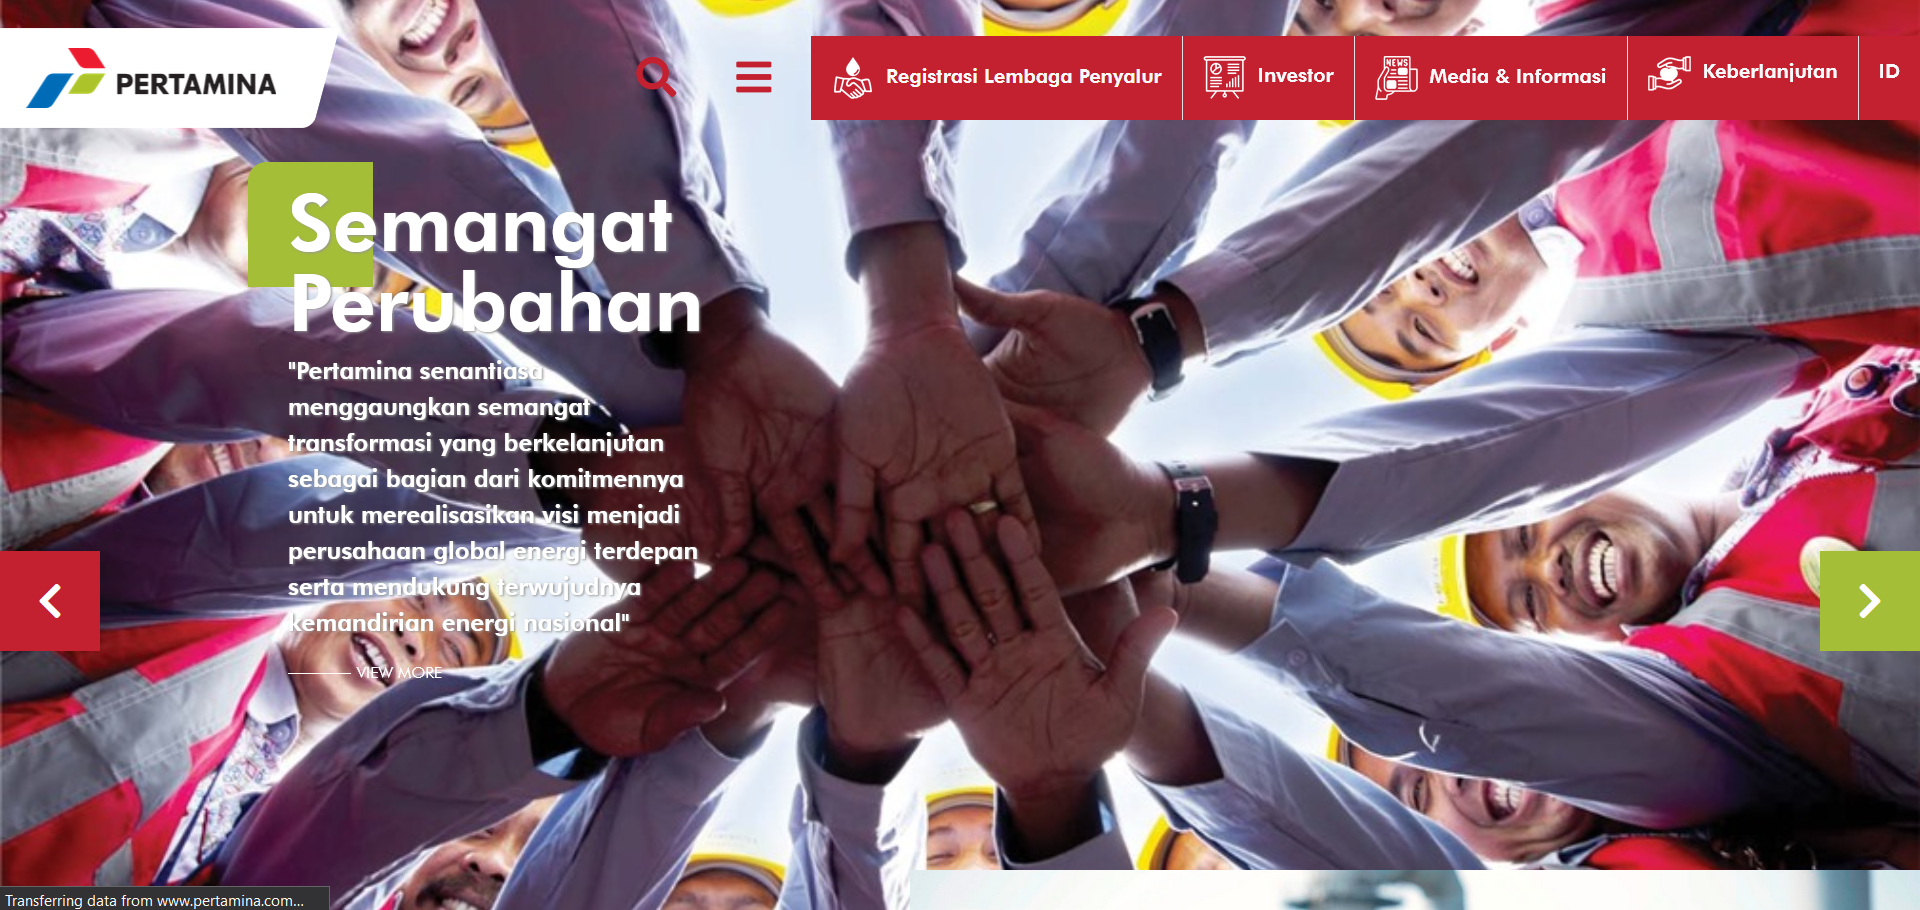 PERTAMINA
Registrasi Lembaga Penyalur
Investor
NEWS
Media & Informasi
Keberlanjutan
ID
Semangat
Perubahan
"Pertamina senantiasa
menggaungkan semangat
transformasi yang berkelanjutan
sebagai bagian dari komitmennya
untuk merealisasikan visi menjadi
perusahaan global energi terdepan
serta mendukung terwujudnya
kemandirian energi nasional"
VIEW MORE
Transferring data from www.pertamina.com...